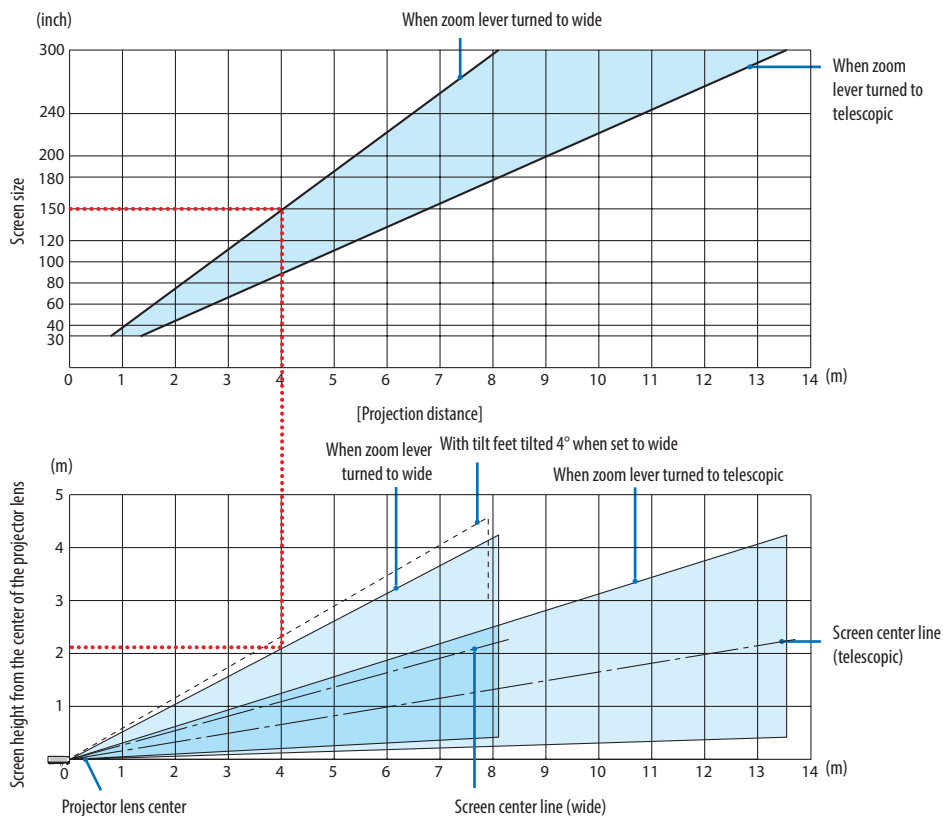 (inch)
When zoom lever turned to wide
300
240
200
180
150
120
100
80
60
40
30
Screen size
When zoom
lever turned to
telescopic
0 1 2 3 4 5 6 7 8 9 10 11 12 13 14 (m)
[Projection distance]
When zoom lever
turned to wide
With tilt feet tilted 4° when set to wide
When zoom lever turned to telescopic
(m)
5
4
3
2
1
Screen height from the center of the projector lens
Screen center line
(telescopic)
0 1 2 3 4 5 6 7 8 9 10 11 12 13 14 (m)
Projector lens center
Screen center line (wide)